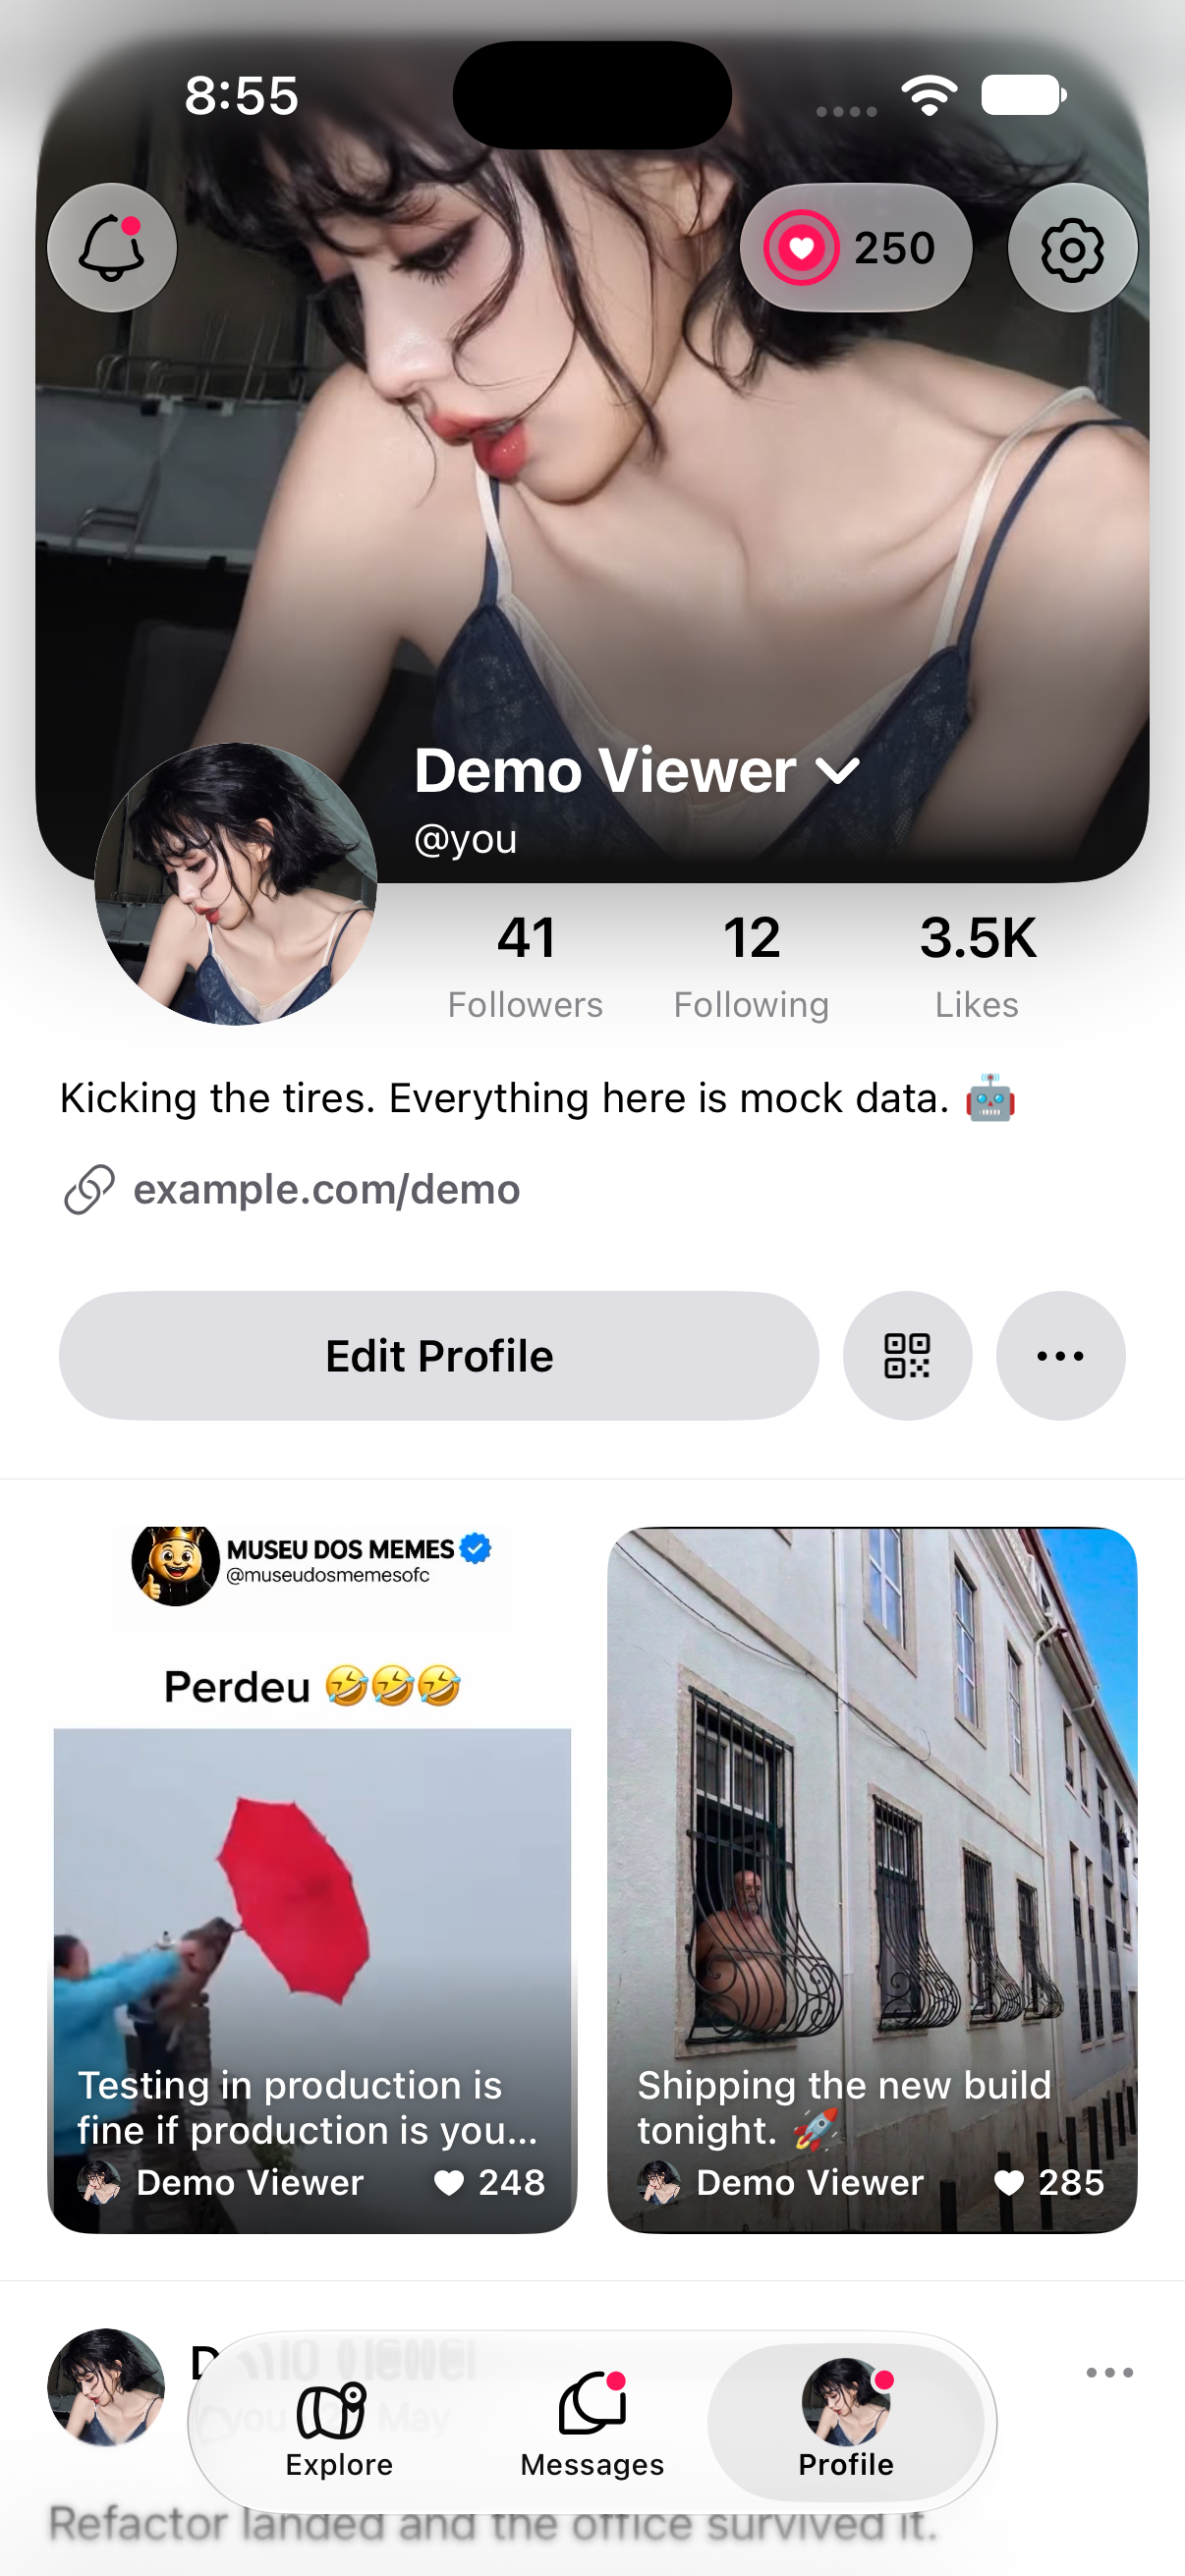 8:55
250
Demo Viewer
@you
41
12
3.5K
Followers
Following
Likes
Kicking the tires. Everything here is mock data. 🤖
example.com/demo
Edit Profile
MUSEU DOS MEMES
@museudosmemesofc
Perdeu 🤣🤣🤣
Testing in production is
fine if production is you...
Demo Viewer
248
Shipping the new build
tonight. 🚀
Demo Viewer
285
Explore
Messages
Profile
Refactor landed and the office survived it.